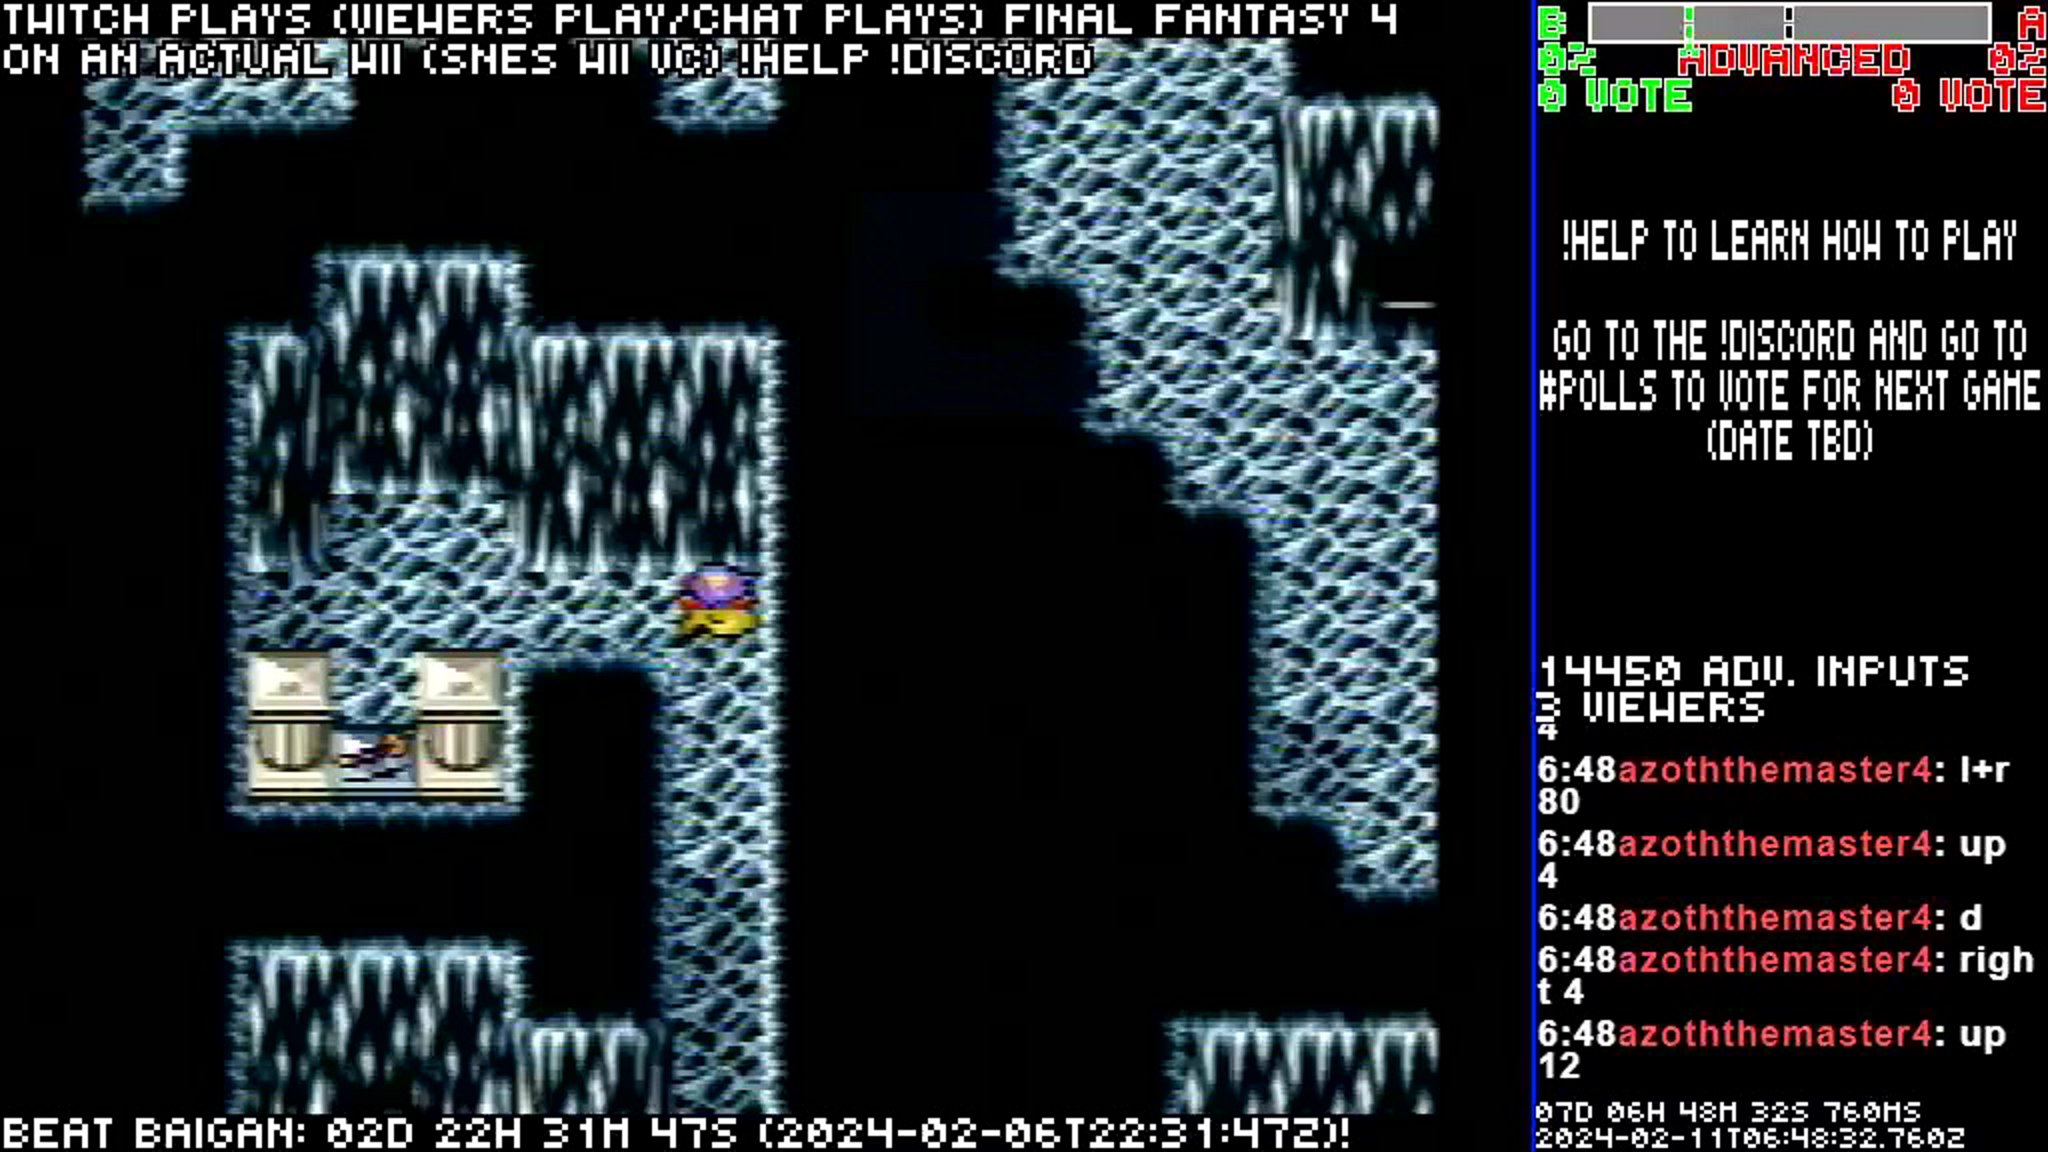 TWITCH PLAYS (VIEWERS PLAY/CHAT PLAYS) FINAL FANTASY 4
ON AN ACTUAL WII (SNES WII VC) !HELP !DISCORD
B A
0% ADVANCED 0%
0 VOTE 0 VOTE
!HELP TO LEARN HOW TO PLAY
GO TO THE !DISCORD AND GO TO
#POLLS TO VOTE FOR NEXT GAME
(DATE TBD)
14450 ADV. INPUTS
3 VIEWERS
4
6:48azoththemaster4: l+r
80
6:48azoththemaster4: up
4
6:48azoththemaster4: d
6:48azoththemaster4: righ
t 4
6:48azoththemaster4: up
12
07D 06H 48M 32S 760MS
2024-02-11T06:48:32.760Z
BEAT BAIGAN: 02D 22H 31M 47S (2024-02-06T22:31:47Z)!